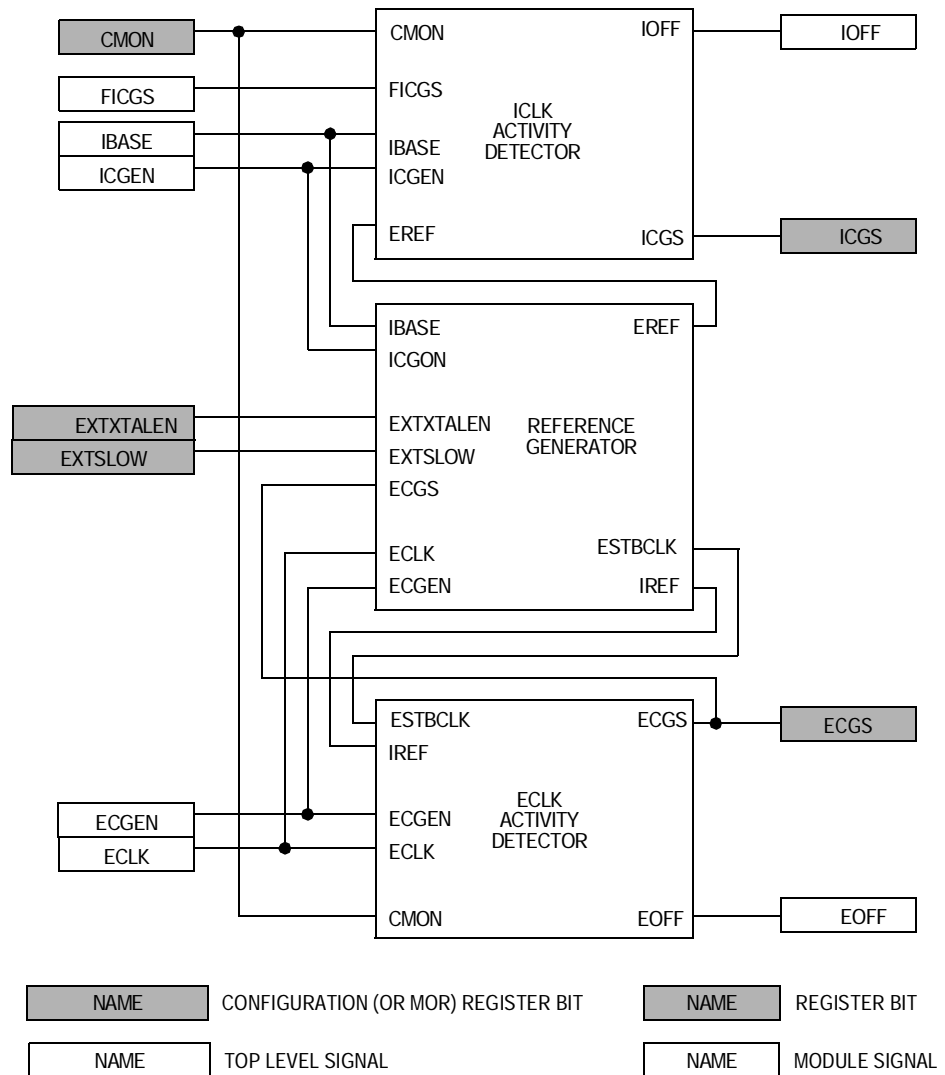 CMON
CMON
IOFF
IOFF
FICGS
FICGS
ICLK
ACTIVITY
DETECTOR
IBASE
IBASE
ICGEN
ICGEN
EREF
ICGS
ICGS
IBASE
EREF
ICGON
EXTXTALEN
EXTXTALEN
REFERENCE
GENERATOR
EXTSLOW
EXTSLOW
ECGS
ECLK
ESTBCLK
ECGEN
IREF
ESTBCLK
ECGS
ECGS
IREF
ECLK
ACTIVITY
DETECTOR
ECGEN
ECGEN
ECLK
ECLK
CMON
EOFF
EOFF
NAME CONFIGURATION (OR MOR) REGISTER BIT
NAME REGISTER BIT
NAME TOP LEVEL SIGNAL
NAME MODULE SIGNAL